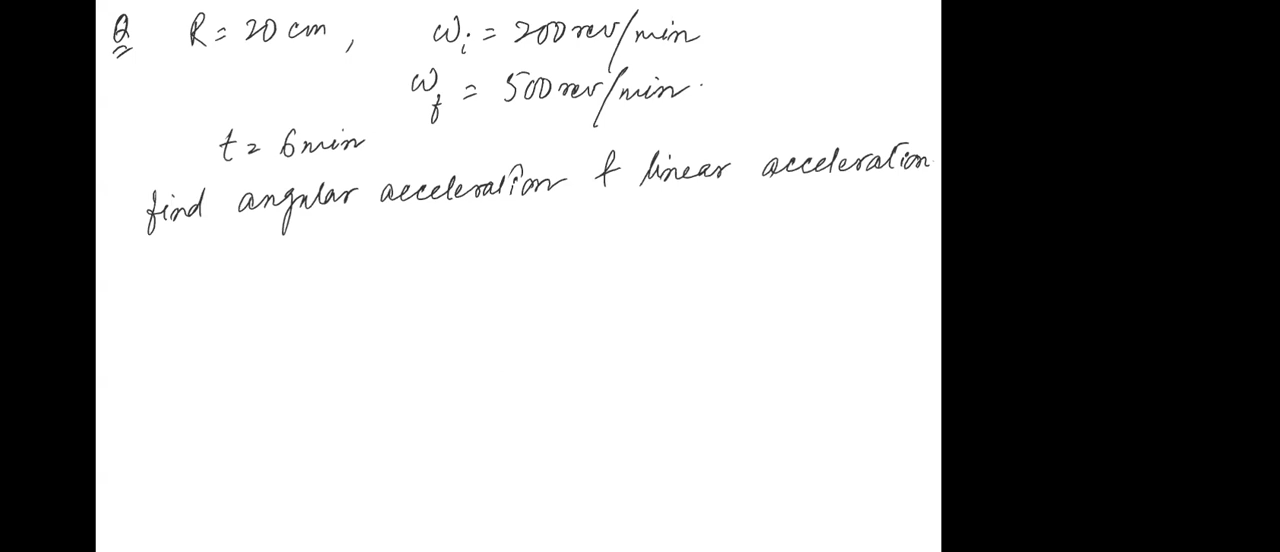 Q R = 20 cm, ωi = 200 rev/min
ωf = 500 rev/min.
t = 6 min
find angular acceleration & linear acceleration